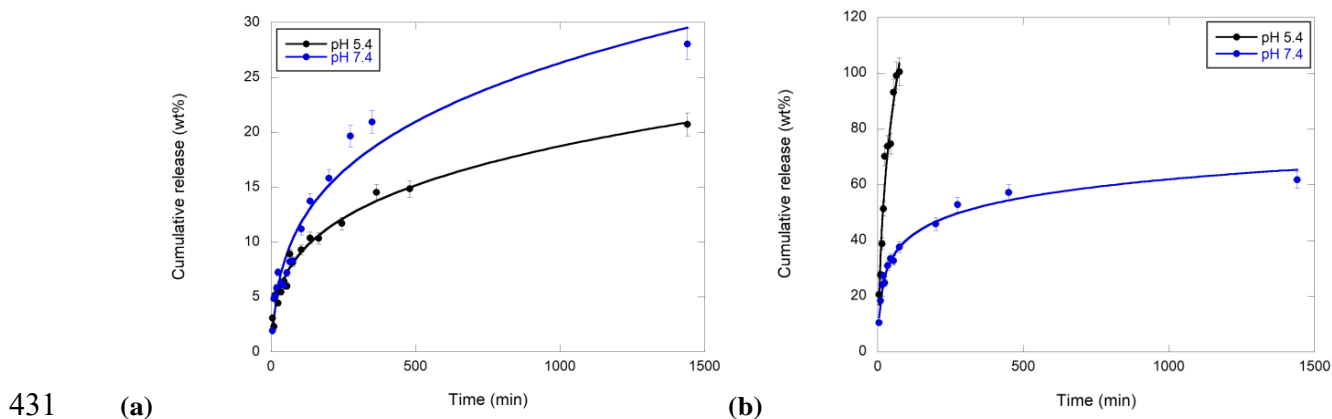 30
25
20
15
10
5
0
Cumulative release (wt%)
pH 5.4
pH 7.4
0 500 1000 1500
Time (min)
120
100
80
60
40
20
0
Cumulative release (wt%)
pH 5.4
pH 7.4
0 500 1000 1500
Time (min)
431 (a) (b)